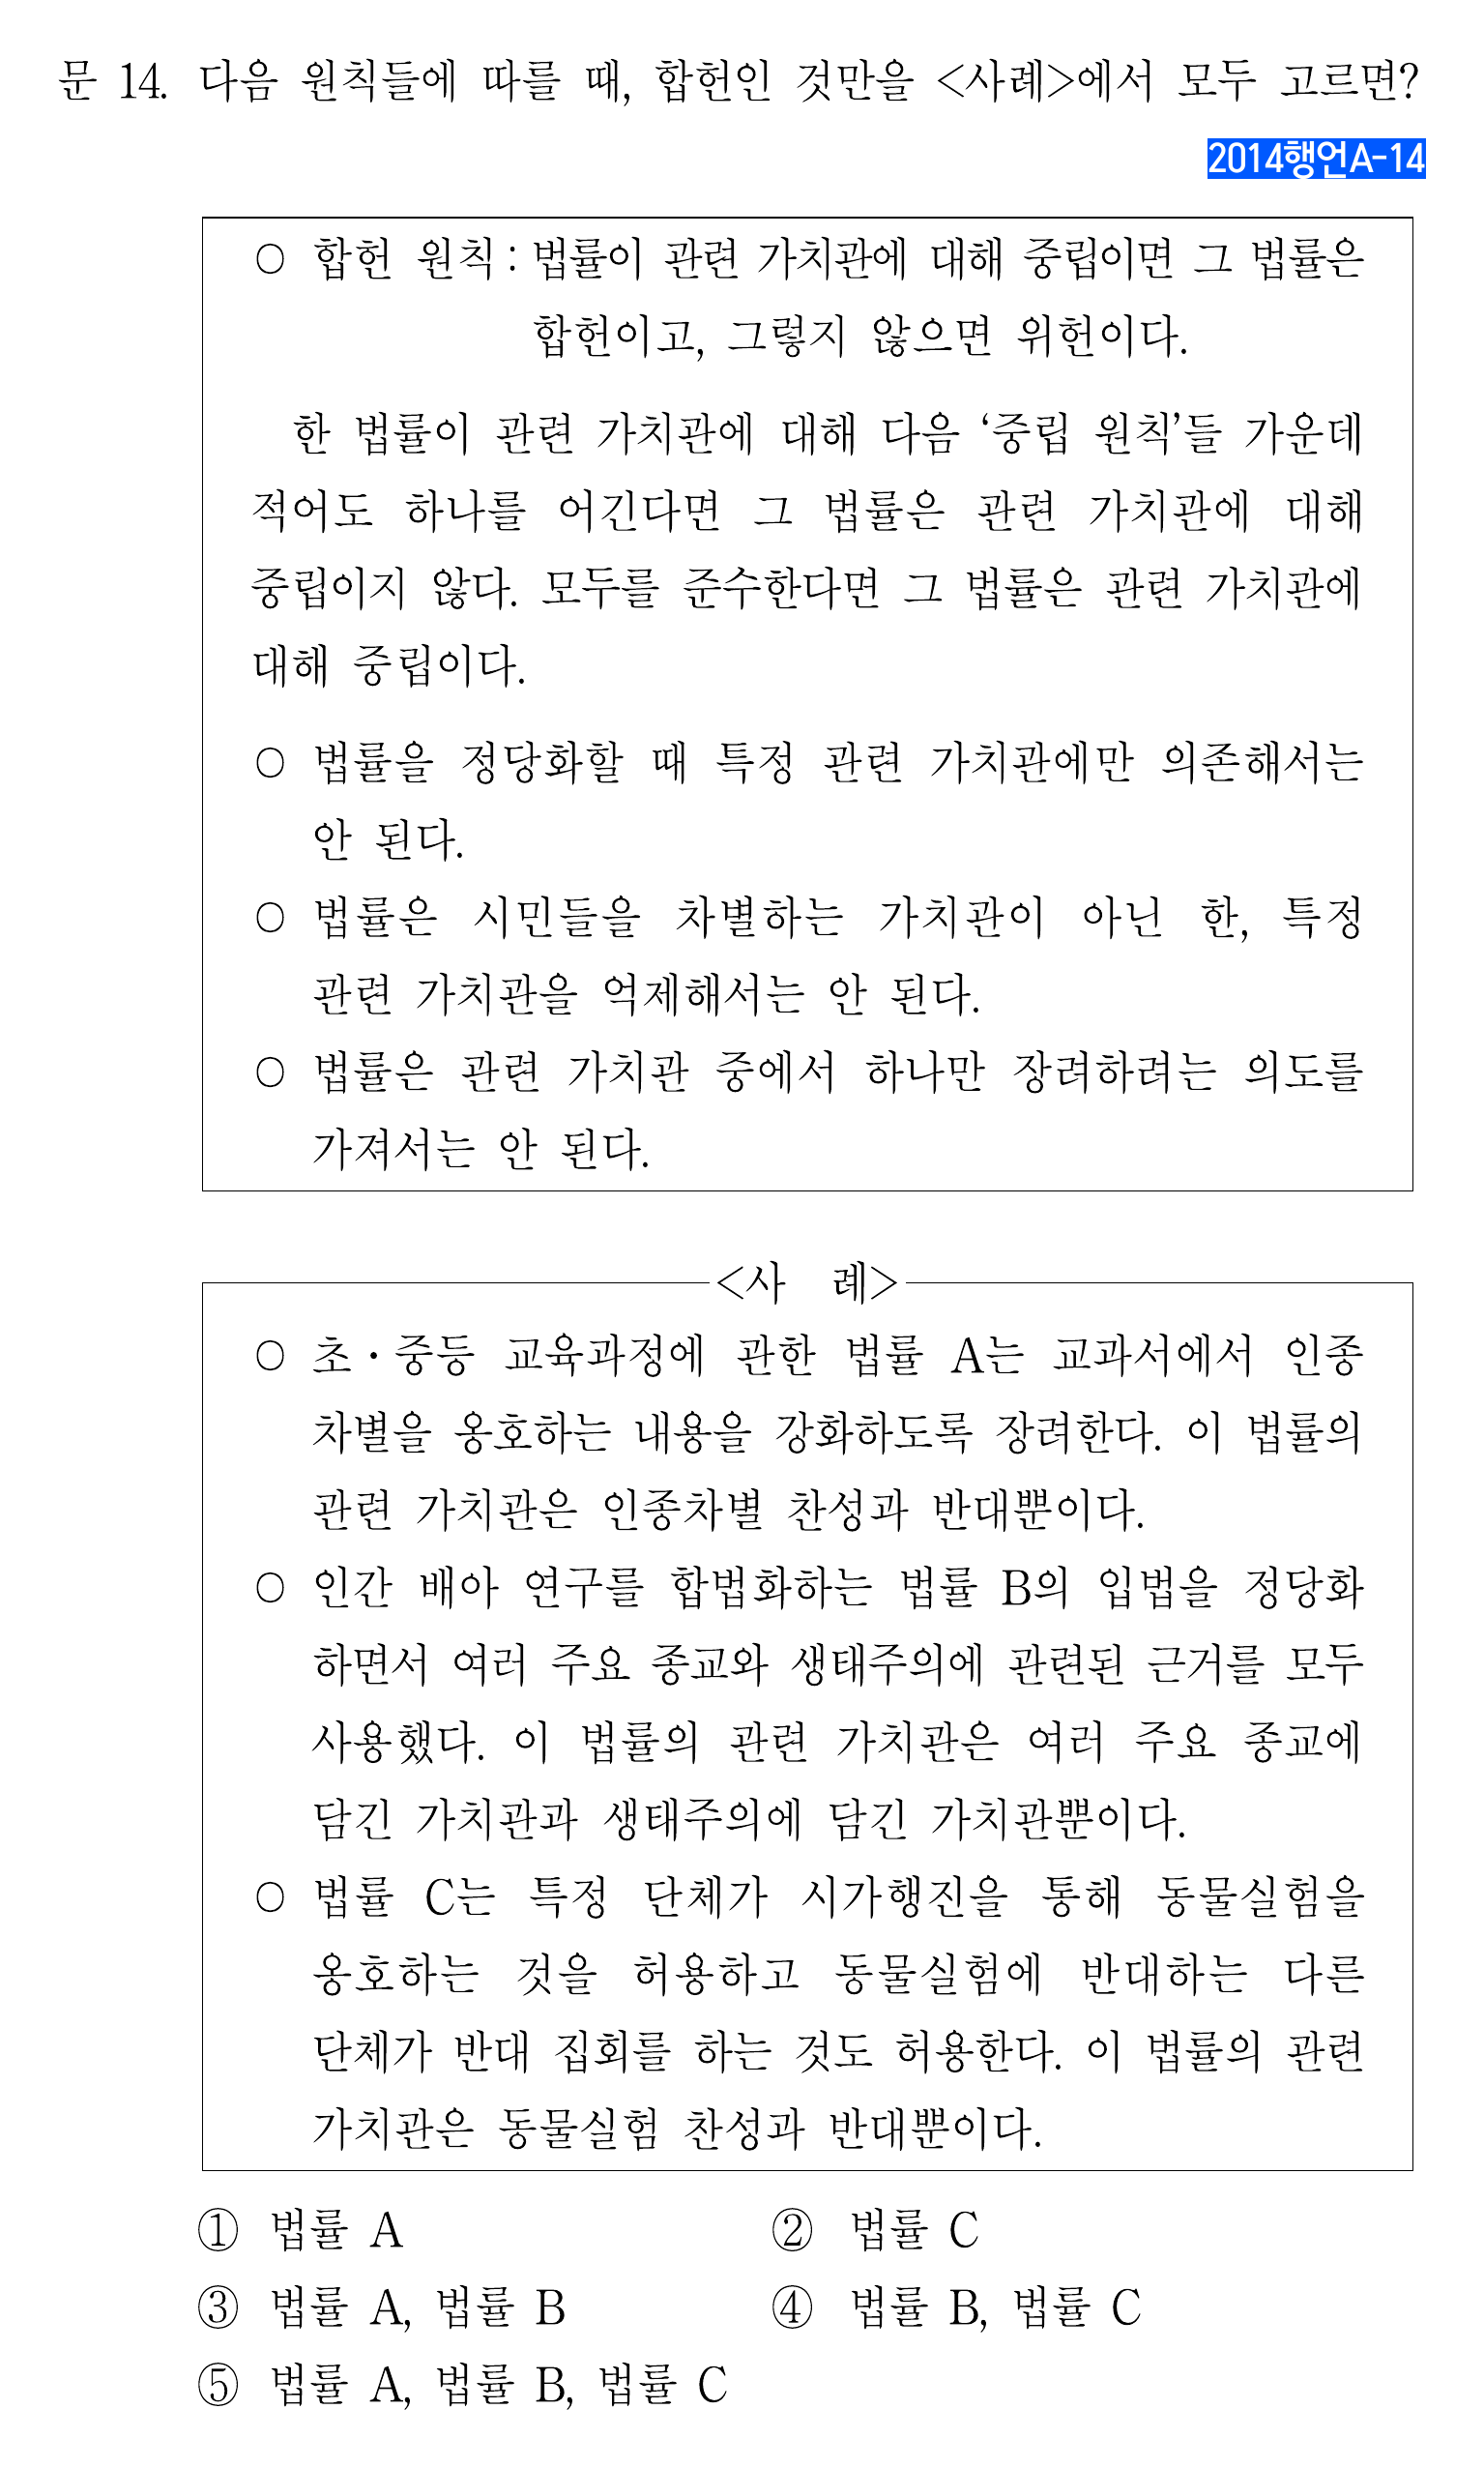 문 14. 다음 원칙들에 따를 때, 합헌인 것만을 <사례>에서 모두 고르면?
2014행언A-14
○ 합헌 원칙 : 법률이 관련 가치관에 대해 중립이면 그 법률은
합헌이고, 그렇지 않으면 위헌이다.
한 법률이 관련 가치관에 대해 다음 ‘중립 원칙’들 가운데
적어도 하나를 어긴다면 그 법률은 관련 가치관에 대해
중립이지 않다. 모두를 준수한다면 그 법률은 관련 가치관에
대해 중립이다.
○ 법률을 정당화할 때 특정 관련 가치관에만 의존해서는
안 된다.
○ 법률은 시민들을 차별하는 가치관이 아닌 한, 특정
관련 가치관을 억제해서는 안 된다.
○ 법률은 관련 가치관 중에서 하나만 장려하려는 의도를
가져서는 안 된다.
<사 례>
○ 초・중등 교육과정에 관한 법률 A는 교과서에서 인종
차별을 옹호하는 내용을 강화하도록 장려한다. 이 법률의
관련 가치관은 인종차별 찬성과 반대뿐이다.
○ 인간 배아 연구를 합법화하는 법률 B의 입법을 정당화
하면서 여러 주요 종교와 생태주의에 관련된 근거를 모두
사용했다. 이 법률의 관련 가치관은 여러 주요 종교에
담긴 가치관과 생태주의에 담긴 가치관뿐이다.
○ 법률 C는 특정 단체가 시가행진을 통해 동물실험을
옹호하는 것을 허용하고 동물실험에 반대하는 다른
단체가 반대 집회를 하는 것도 허용한다. 이 법률의 관련
가치관은 동물실험 찬성과 반대뿐이다.
① 법률 A ② 법률 C
③ 법률 A, 법률 B ④ 법률 B, 법률 C
⑤ 법률 A, 법률 B, 법률 C